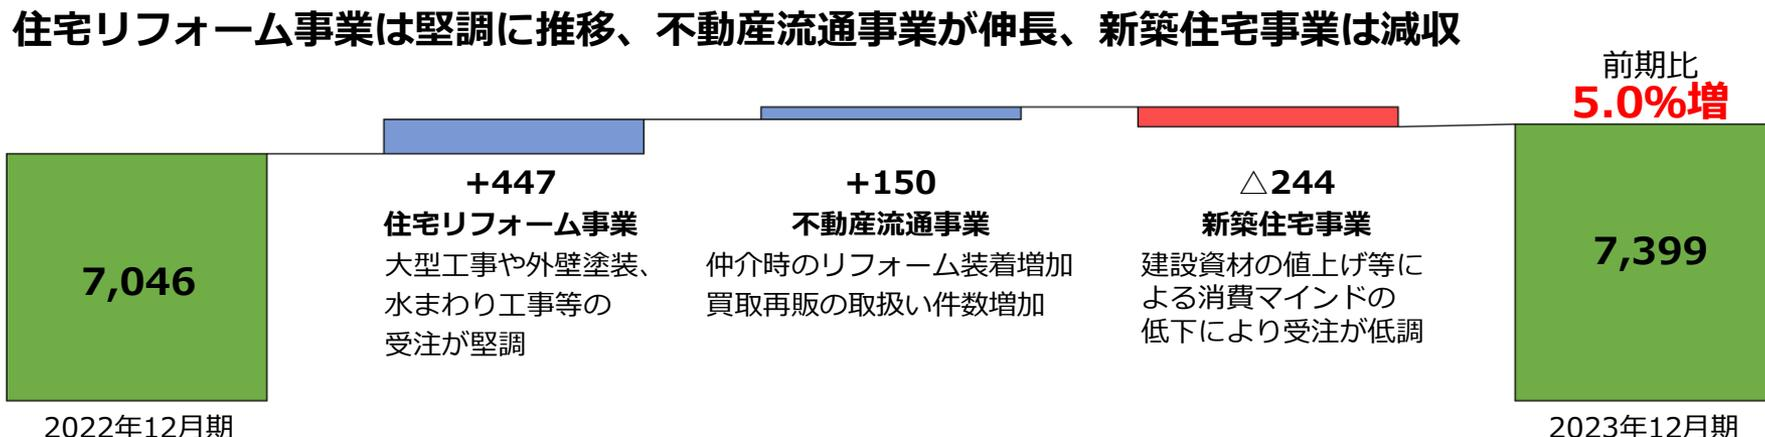 住宅リフォーム事業は堅調に推移、不動産流通事業が伸長、新築住宅事業は減収
前期比
5.0%増
7,046
2022年12月期
+447
住宅リフォーム事業
大型工事や外壁塗装、
水まわり工事等の
受注が堅調
+150
不動産流通事業
仲介時のリフォーム装着増加
買取再販の取扱い件数増加
△244
新築住宅事業
建設資材の値上げ等に
よる消費マインドの
低下により受注が低調
7,399
2023年12月期